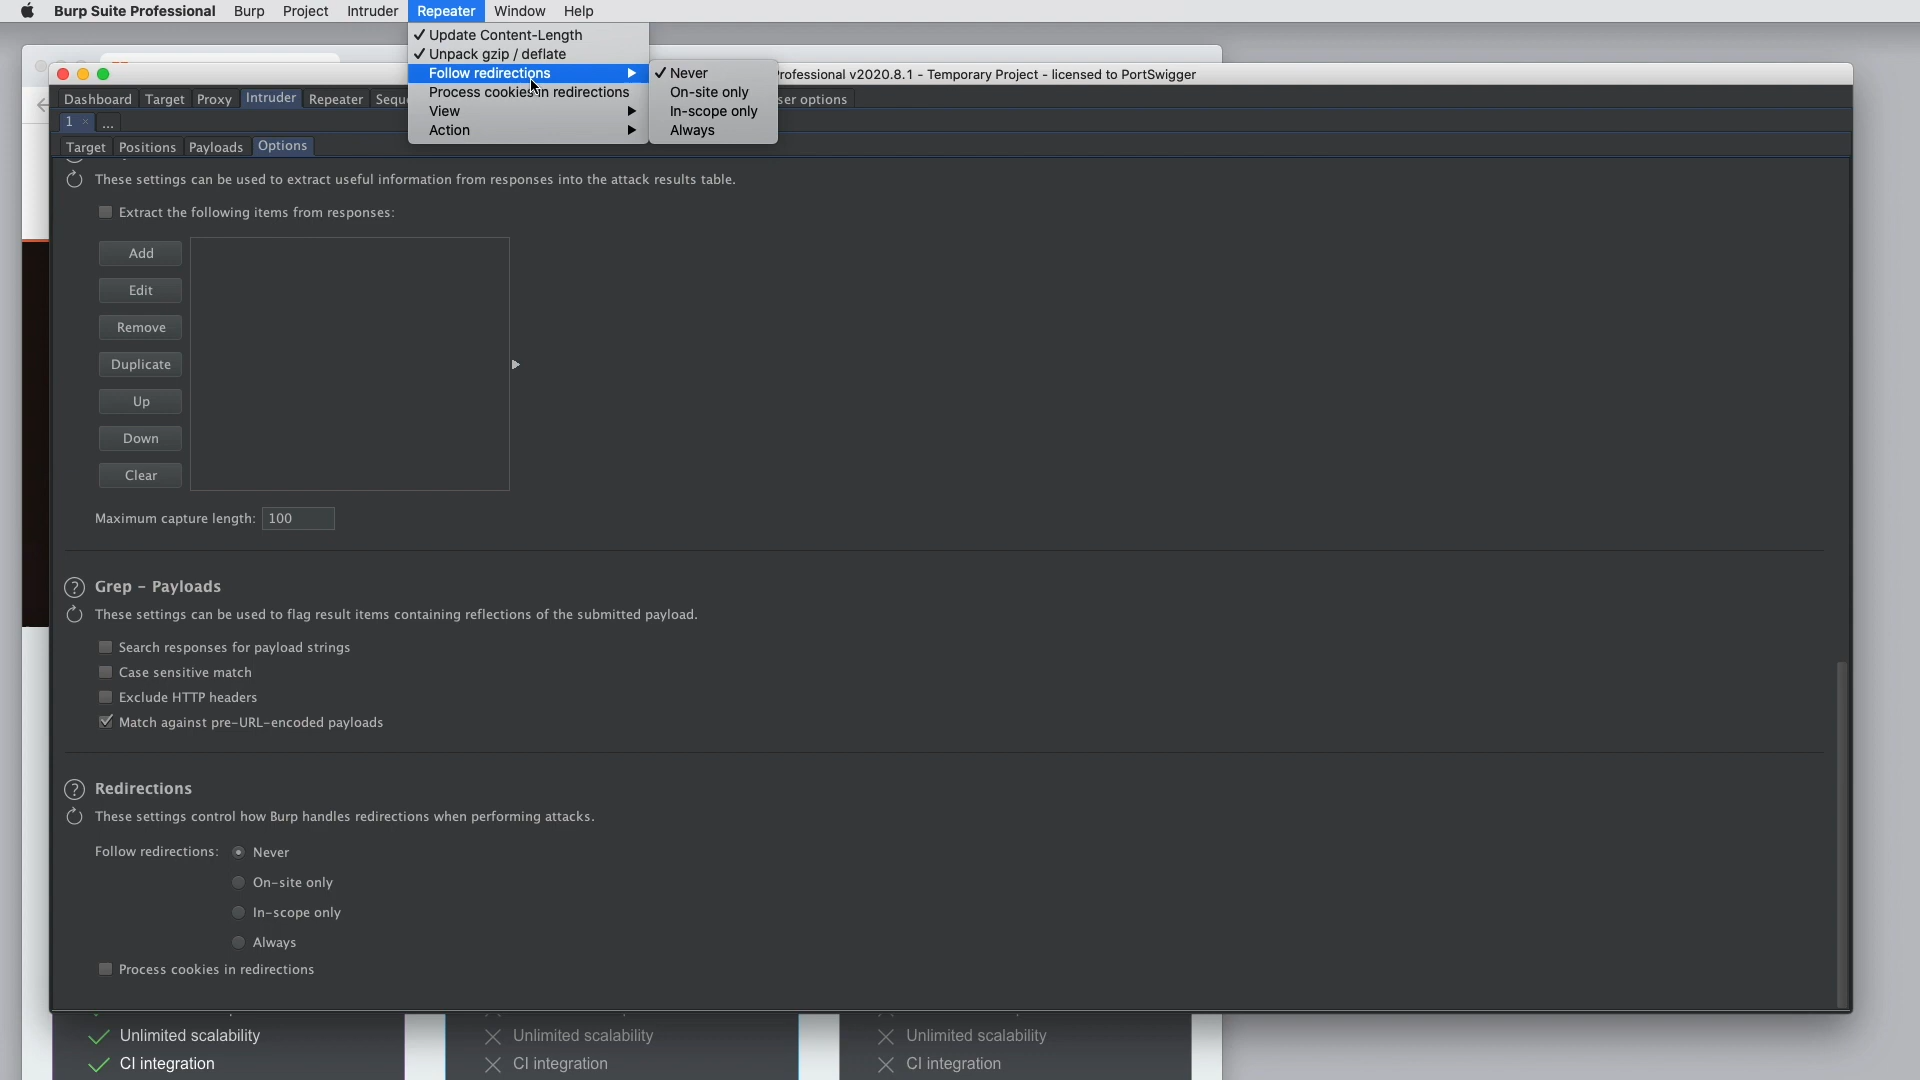 Burp Suite Professional Burp Project Intruder Repeater Window Help
Update Content-Length
Unpack gzip / deflate
Follow redirections
Process cookies in redirections
View
Action
Never
On-site only
In-scope only
Always
rofessional v2020.8.1 - Temporary Project - licensed to PortSwigger
Dashboard Target Proxy Intruder Repeater Sequ ser options
1 × ...
Target Positions Payloads Options
These settings can be used to extract useful information from responses into the attack results table.
Extract the following items from responses:
Add
Edit
Remove
Duplicate
Up
Down
Clear
Maximum capture length: 100
? Grep - Payloads
These settings can be used to flag result items containing reflections of the submitted payload.
Search responses for payload strings
Case sensitive match
Exclude HTTP headers
Match against pre-URL-encoded payloads
? Redirections
These settings control how Burp handles redirections when performing attacks.
Follow redirections: Never
On-site only
In-scope only
Always
Process cookies in redirections
Unlimited scalability Unlimited scalability Unlimited scalability
CI integration CI integration CI integration